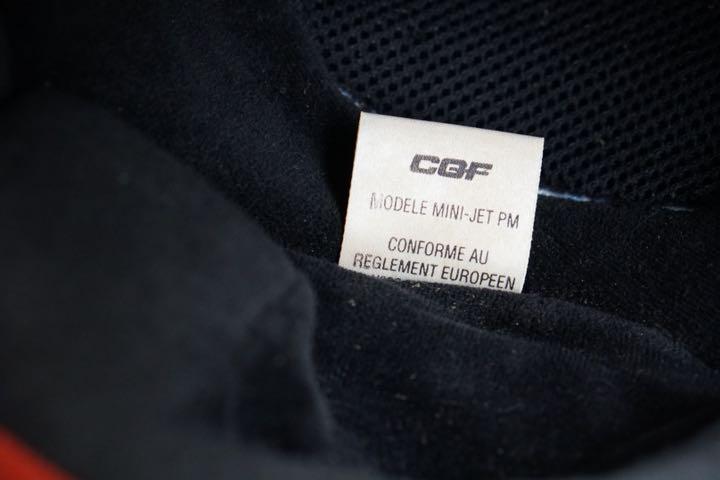 CGF
MODELE MINI-JET PM
CONFORME AU
REGLEMENT EUROPEEN